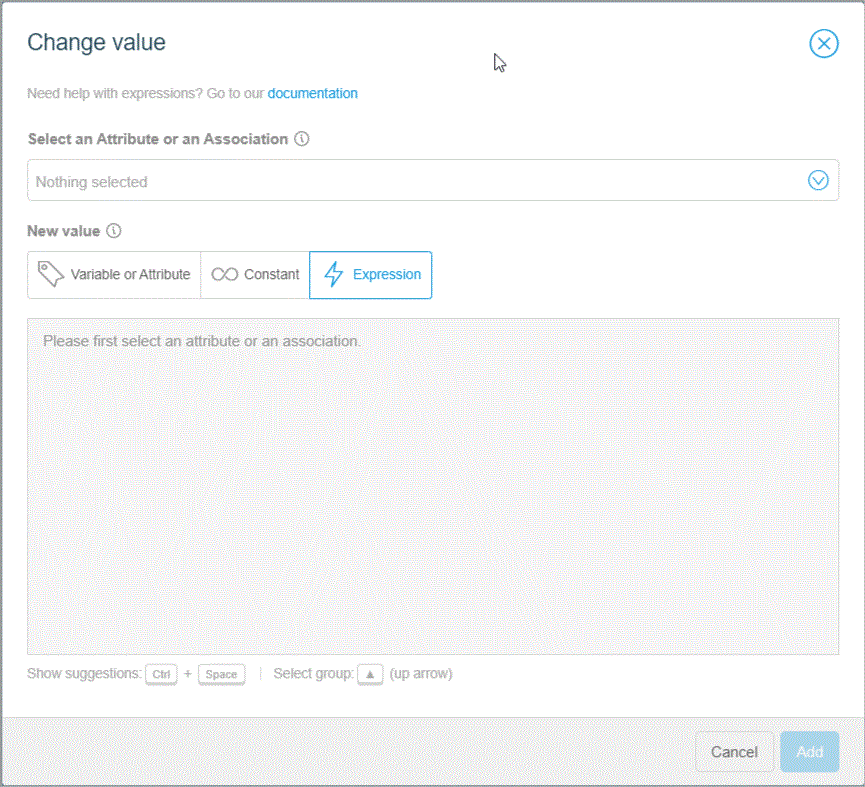 Change value
Need help with expressions? Go to our documentation
Select an Attribute or an Association
Nothing selected
New value
Variable or Attribute Constant Expression
Please first select an attribute or an association.
Show suggestions: Ctrl + Space | Select group: ▲ (up arrow)
Cancel Add